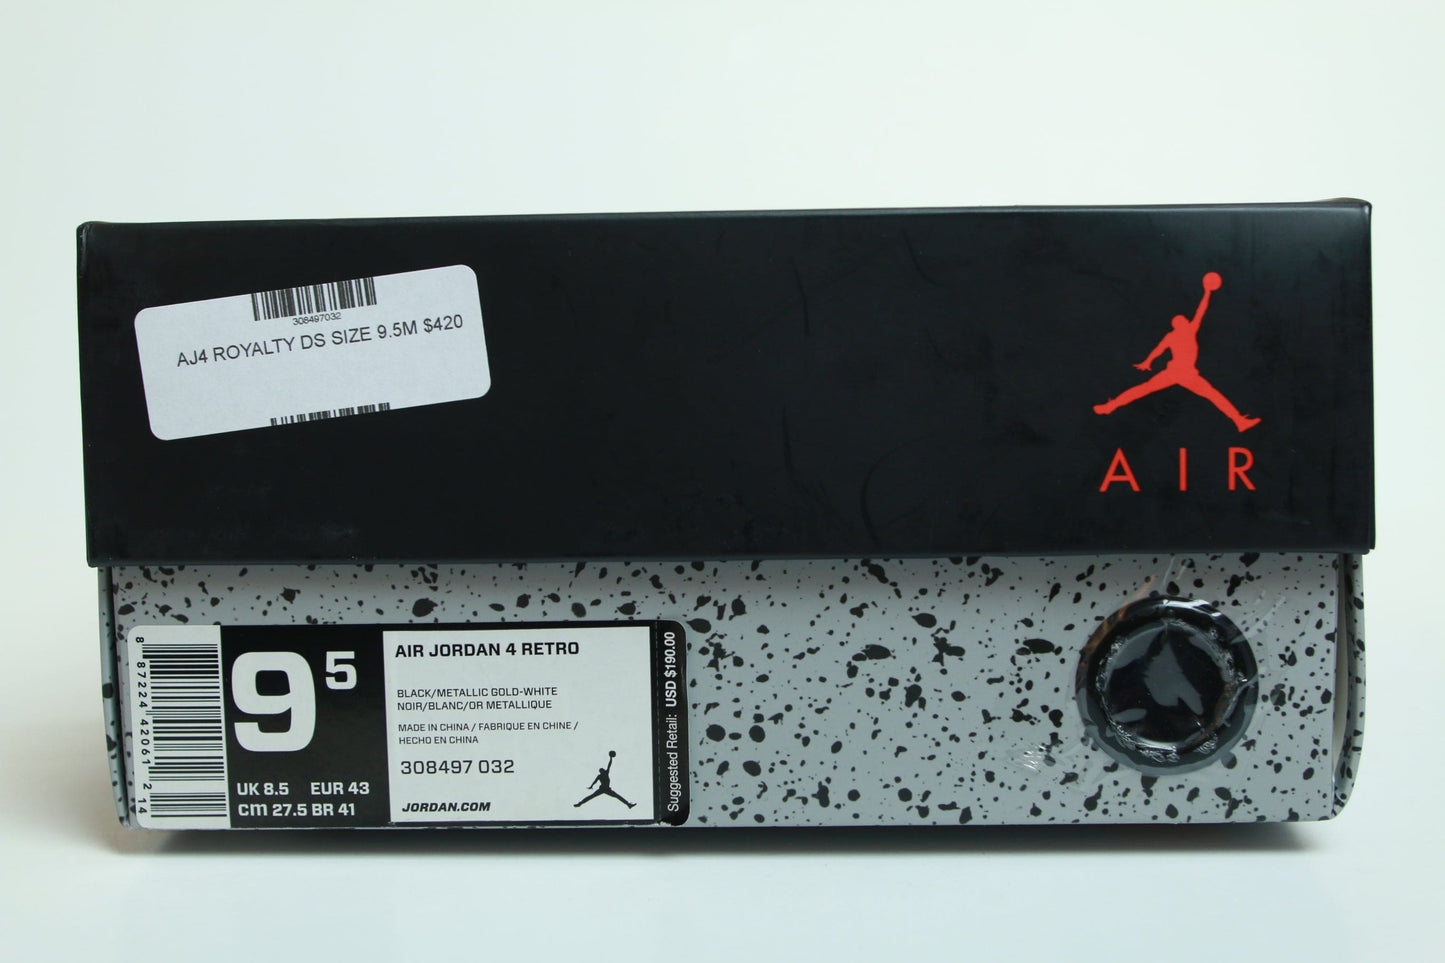 308497032
AJ4 ROYALTY DS SIZE 9.5M $420
AIR
8 87224 42061 2 14
9 5
UK 8.5 EUR 43
cm 27.5 BR 41
AIR JORDAN 4 RETRO
BLACK/METALLIC GOLD-WHITE
NOIR/BLANC/OR METALLIQUE
MADE IN CHINA / FABRIQUE EN CHINE /
HECHO EN CHINA
308497 032
JORDAN.COM
Suggested Retail: USD $190.00